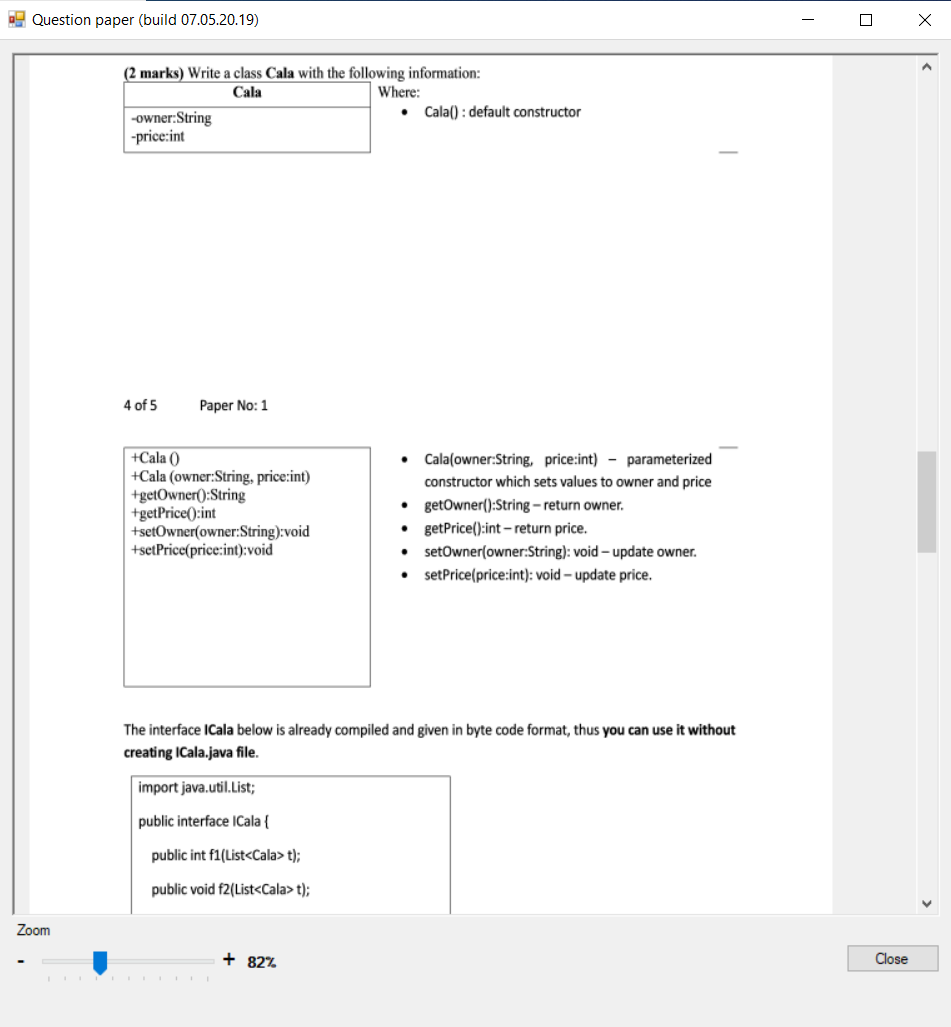 Question paper (build 07.05.20.19)
(2 marks) Write a class Cala with the following information:
Cala
-owner:String
-price:int
Where:
• Cala() : default constructor
4 of 5 Paper No: 1
+Cala ()
+Cala (owner:String, price:int)
+getOwner():String
+getPrice():int
+setOwner(owner:String):void
+setPrice(price:int):void
• Cala(owner:String, price:int) – parameterized
constructor which sets values to owner and price
• getOwner():String – return owner.
• getPrice():int – return price.
• setOwner(owner:String): void – update owner.
• setPrice(price:int): void – update price.
The interface ICala below is already compiled and given in byte code format, thus you can use it without
creating ICala.java file.
import java.util.List;
public interface ICala {
public int f1(List<Cala> t);
public void f2(List<Cala> t);
Zoom
- + 82%
Close